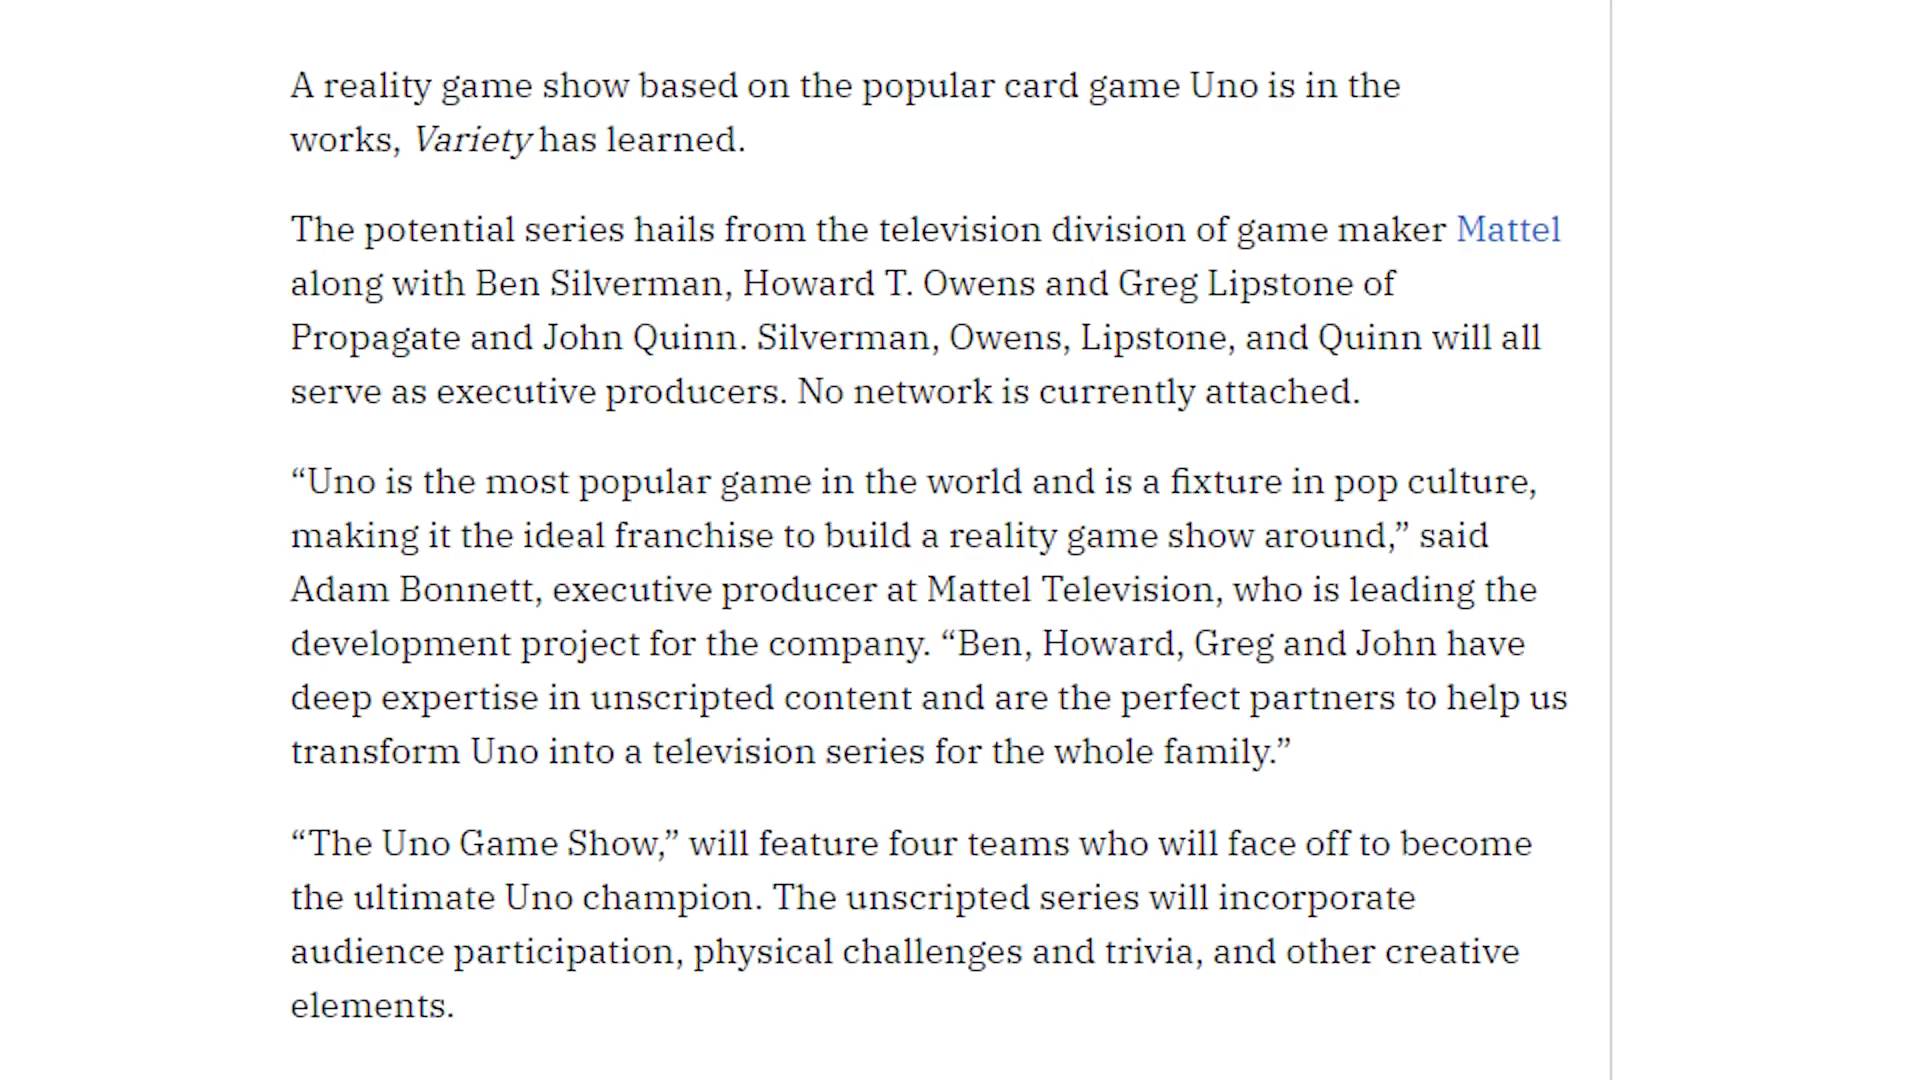 A reality game show based on the popular card game Uno is in the
works, Variety has learned.
The potential series hails from the television division of game maker Mattel
along with Ben Silverman, Howard T. Owens and Greg Lipstone of
Propagate and John Quinn. Silverman, Owens, Lipstone, and Quinn will all
serve as executive producers. No network is currently attached.
“Uno is the most popular game in the world and is a fixture in pop culture,
making it the ideal franchise to build a reality game show around,” said
Adam Bonnett, executive producer at Mattel Television, who is leading the
development project for the company. “Ben, Howard, Greg and John have
deep expertise in unscripted content and are the perfect partners to help us
transform Uno into a television series for the whole family.”
“The Uno Game Show,” will feature four teams who will face off to become
the ultimate Uno champion. The unscripted series will incorporate
audience participation, physical challenges and trivia, and other creative
elements.